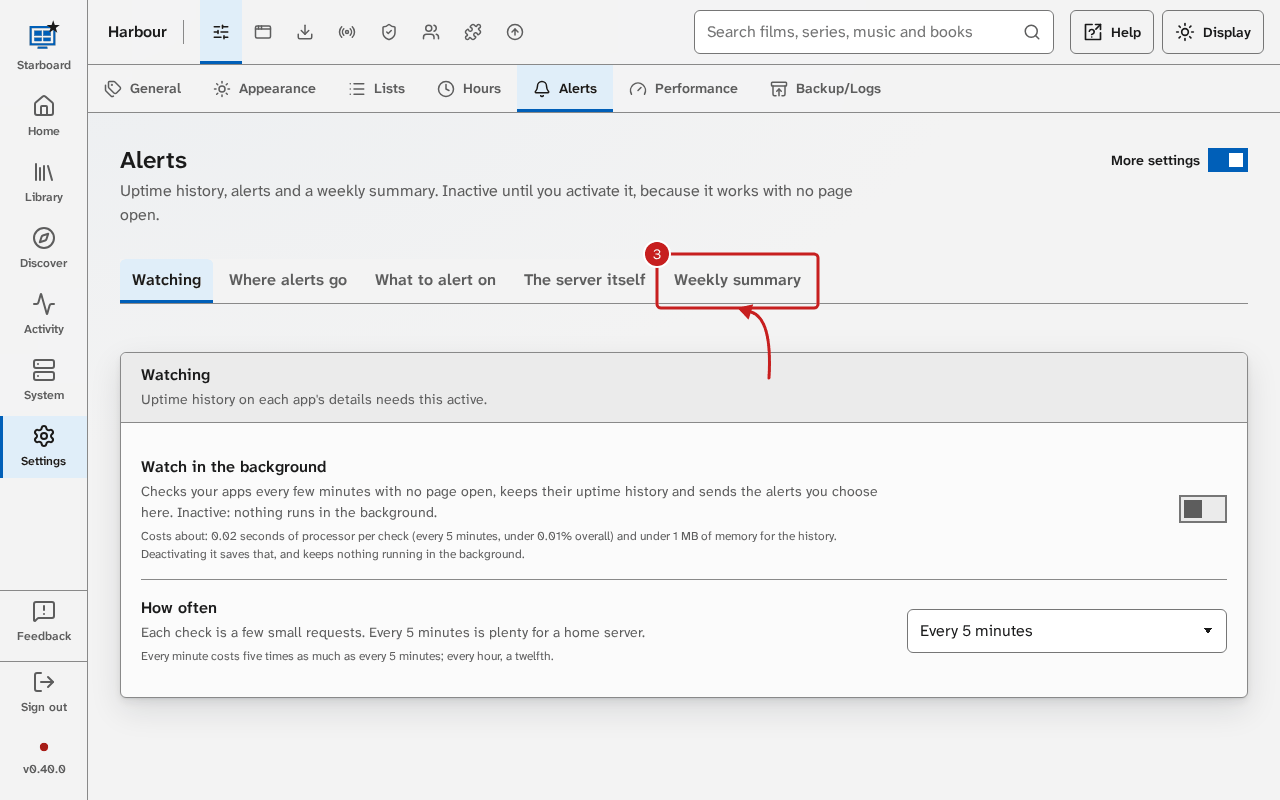 Starboard
Home
Library
Discover
Activity
System
Settings
Feedback
Sign out
v0.40.0
Harbour
Search films, series, music and books
Help
Display
General
Appearance
Lists
Hours
Alerts
Performance
Backup/Logs
Alerts
More settings
Uptime history, alerts and a weekly summary. Inactive until you activate it, because it works with no page
open.
3
Watching
Where alerts go
What to alert on
The server itself
Weekly summary
Watching
Uptime history on each app's details needs this active.
Watch in the background
Checks your apps every few minutes with no page open, keeps their uptime history and sends the alerts you choose
here. Inactive: nothing runs in the background.
Costs about: 0.02 seconds of processor per check (every 5 minutes, under 0.01% overall) and under 1 MB of memory for the history.
Deactivating it saves that, and keeps nothing running in the background.
How often
Each check is a few small requests. Every 5 minutes is plenty for a home server.
Every minute costs five times as much as every 5 minutes; every hour, a twelfth.
Every 5 minutes